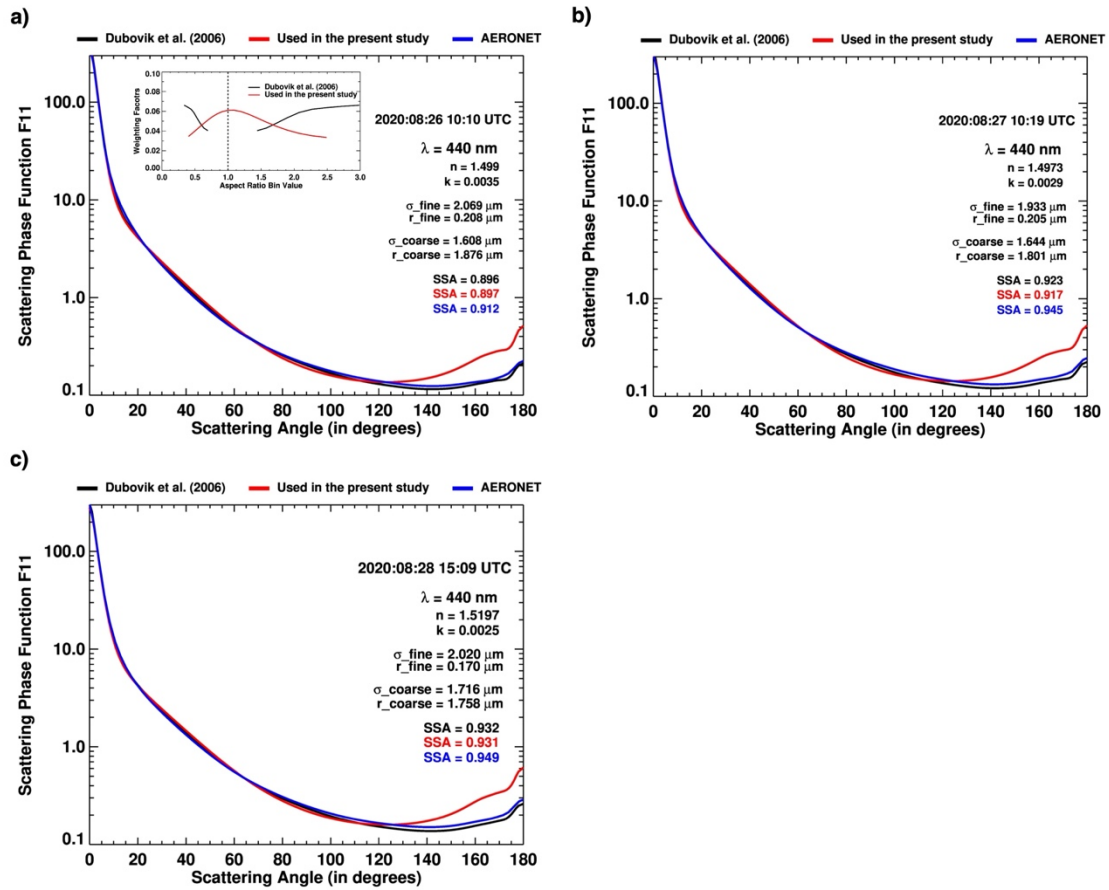 a)
Dubovik et al. (2006) Used in the present study AERONET
Scattering Phase Function F11
100.0
10.0
1.0
0.1
0 20 40 60 80 100 120 140 160 180
Scattering Angle (in degrees)
Weighting Facotrs
0.10
0.08
0.06
0.04
0.02
0.00
0.0 0.5 1.0 1.5 2.0 2.5 3.0
Aspect Ratio Bin Value
Dubovik et al. (2006)
Used in the present study
2020:08:26 10:10 UTC
λ = 440 nm
n = 1.499
k = 0.0035
σ_fine = 2.069 μm
r_fine = 0.208 μm
σ_coarse = 1.608 μm
r_coarse = 1.876 μm
SSA = 0.896
SSA = 0.897
SSA = 0.912
b)
Dubovik et al. (2006) Used in the present study AERONET
Scattering Phase Function F11
100.0
10.0
1.0
0.1
0 20 40 60 80 100 120 140 160 180
Scattering Angle (in degrees)
2020:08:27 10:19 UTC
λ = 440 nm
n = 1.4973
k = 0.0029
σ_fine = 1.933 μm
r_fine = 0.205 μm
σ_coarse = 1.644 μm
r_coarse = 1.801 μm
SSA = 0.923
SSA = 0.917
SSA = 0.945
c)
Dubovik et al. (2006) Used in the present study AERONET
Scattering Phase Function F11
100.0
10.0
1.0
0.1
0 20 40 60 80 100 120 140 160 180
Scattering Angle (in degrees)
2020:08:28 15:09 UTC
λ = 440 nm
n = 1.5197
k = 0.0025
σ_fine = 2.020 μm
r_fine = 0.170 μm
σ_coarse = 1.716 μm
r_coarse = 1.758 μm
SSA = 0.932
SSA = 0.931
SSA = 0.949